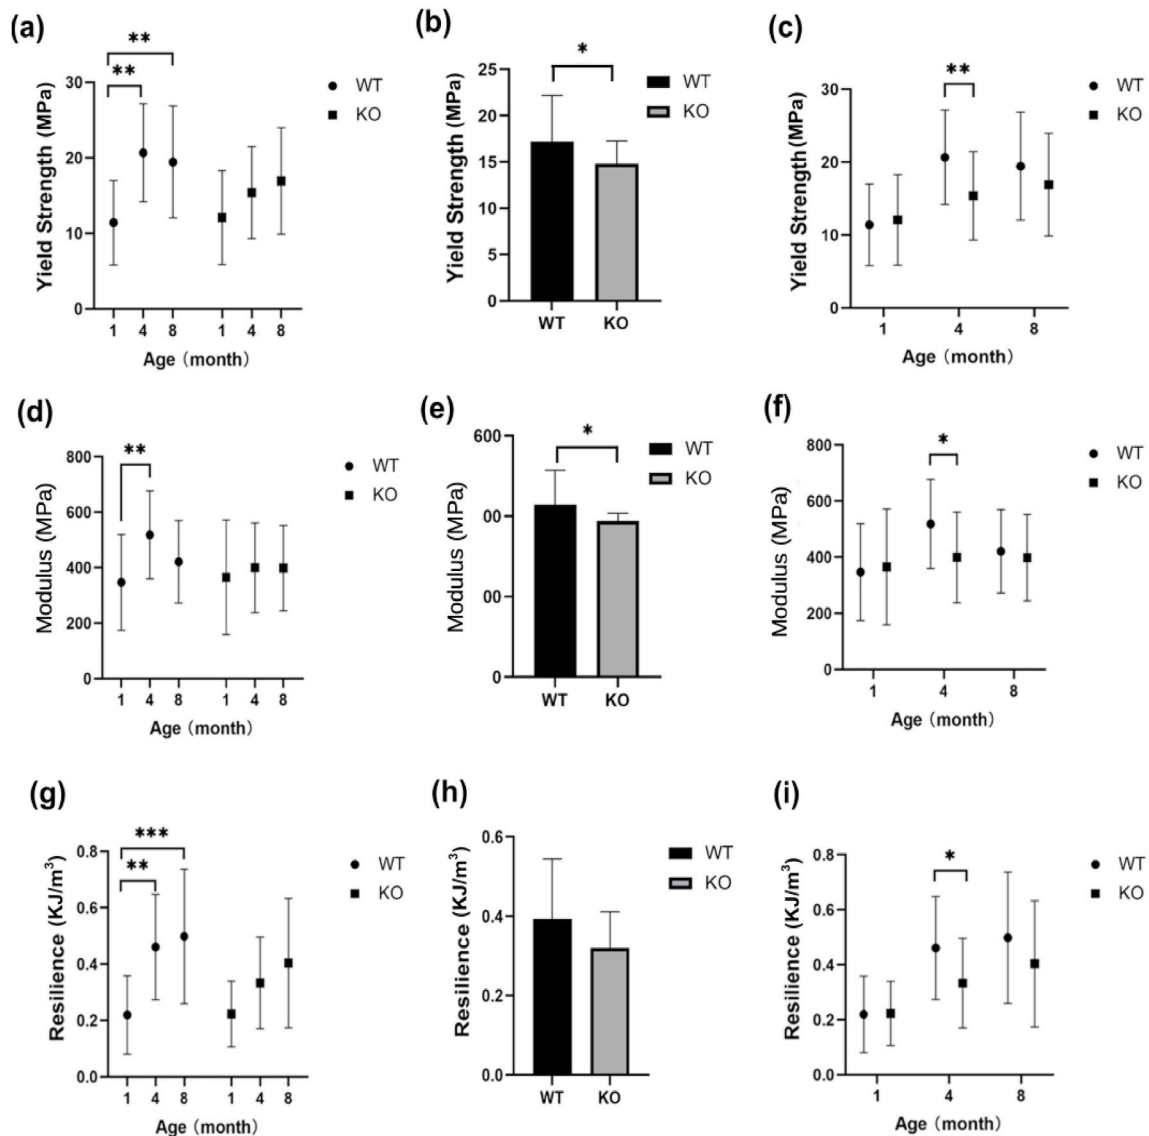 (a)
** 
**
30
20
10
0
Yield Strength (MPa)
1 4 8 1 4 8
Age (month)
WT
KO
(b)
*
25
20
15
10
5
0
Yield Strength (MPa)
WT KO
WT
KO
(c)
**
30
20
10
0
Yield Strength (MPa)
1 4 8
Age (month)
WT
KO
(d)
**
800
600
400
200
0
Modulus (MPa)
1 4 8 1 4 8
Age (month)
WT
KO
(e)
*
600
00
00
0
Modulus (MPa)
WT KO
WT
KO
(f)
*
800
600
400
200
0
Modulus (MPa)
1 4 8
Age (month)
WT
KO
(g)
***
**
0.8
0.6
0.4
0.2
0.0
Resilience (KJ/m³)
1 4 8 1 4 8
Age (month)
WT
KO
(h)
0.6
0.4
0.2
0.0
Resilience (KJ/m³)
WT KO
WT
KO
(i)
*
0.8
0.6
0.4
0.2
0.0
Resilience (KJ/m³)
1 4 8
Age (month)
WT
KO